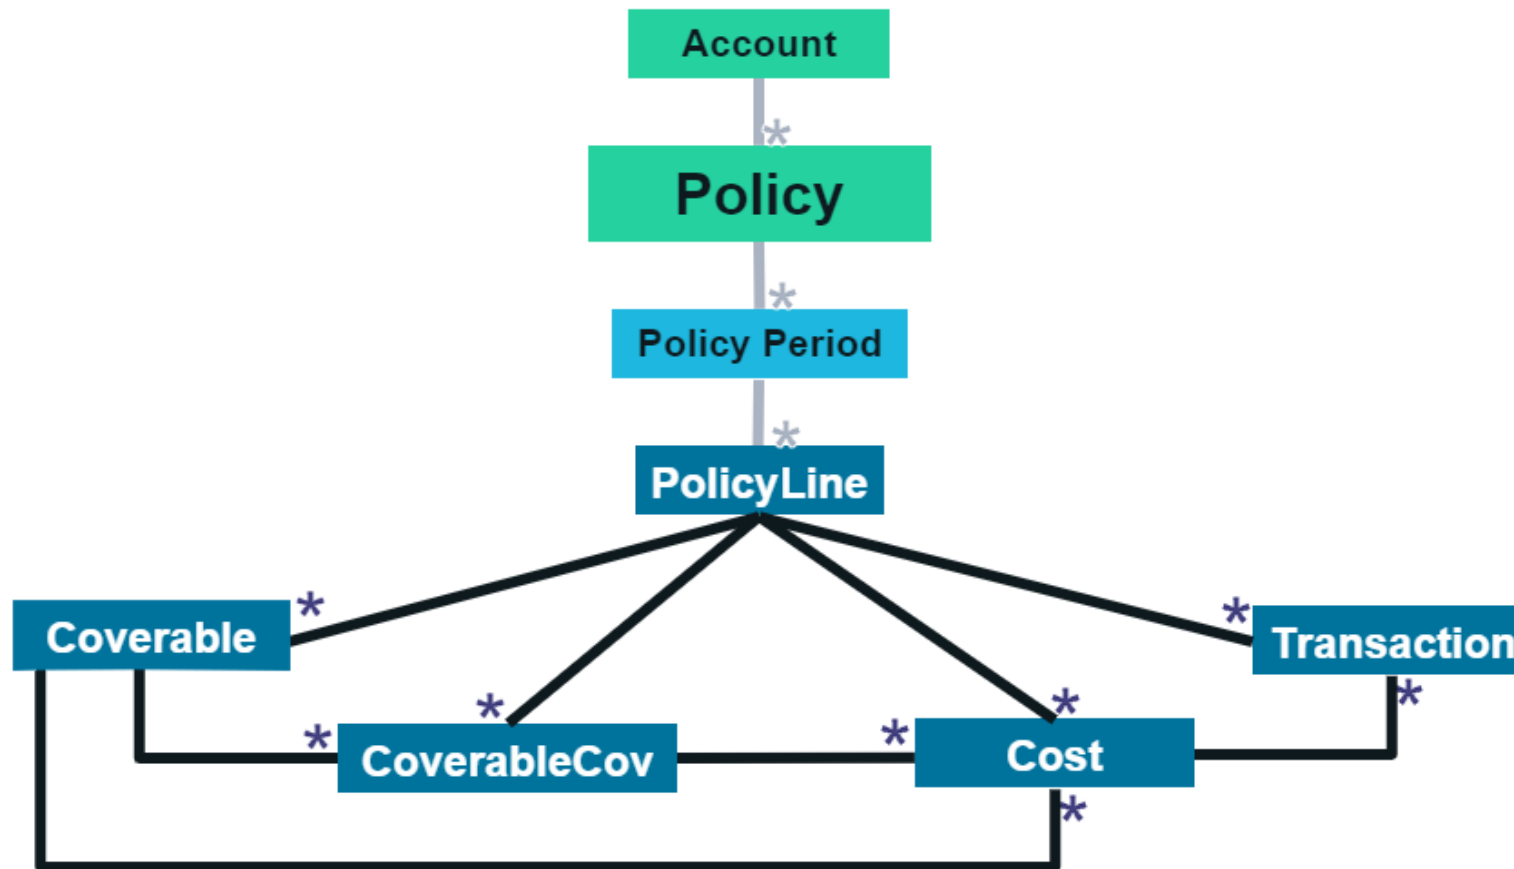 Account
*
Policy
*
Policy Period
*
PolicyLine
*
*
Coverable
Transaction
*
*
*
*
*
CoverableCov
Cost
*